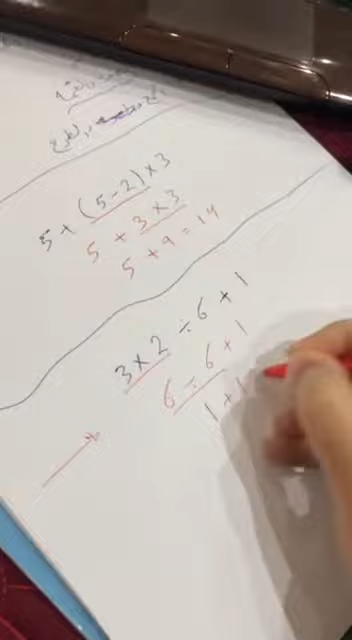 5 + (5 - 2) × 3
5 + 3 × 3
5 + 9 = 14
3 × 2 ÷ 6 + 1
6 ÷ 6 + 1
1 + 1